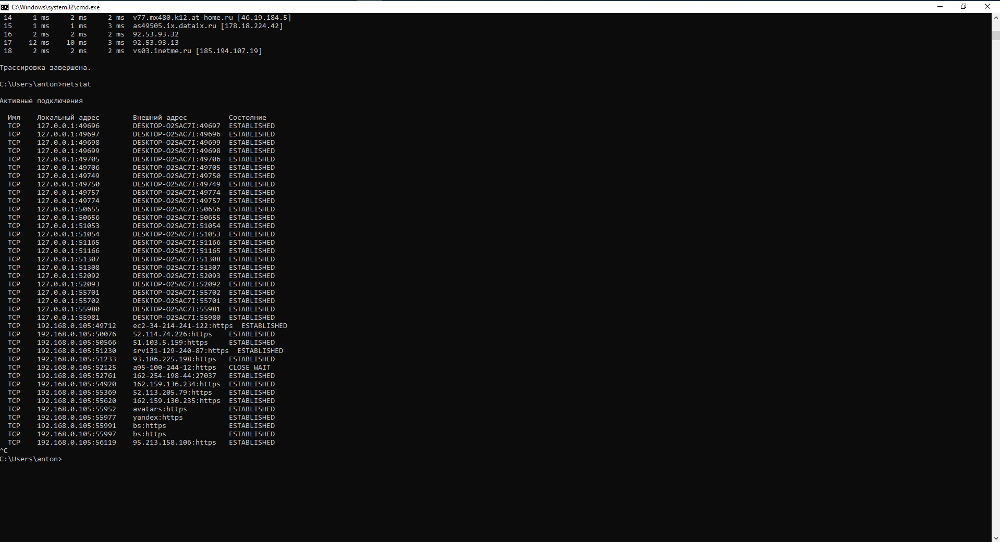 C:\Windows\system32\cmd.exe
14     1 ms     2 ms     2 ms  v77.mx480.k12.at-home.ru [46.19.184.5]
15     1 ms     1 ms     3 ms  as49505.ix.dataix.ru [178.18.224.42]
16     2 ms     2 ms     2 ms  92.53.93.32
17    12 ms    10 ms     3 ms  92.53.93.13
18     2 ms     2 ms     2 ms  vs03.inetme.ru [185.194.107.19]
Трассировка завершена.
C:\Users\anton>netstat
Активные подключения
Имя    Локальный адрес        Внешний адрес          Состояние
TCP    127.0.0.1:49696        DESKTOP-O2SAC7I:49697  ESTABLISHED
TCP    127.0.0.1:49697        DESKTOP-O2SAC7I:49696  ESTABLISHED
TCP    127.0.0.1:49698        DESKTOP-O2SAC7I:49699  ESTABLISHED
TCP    127.0.0.1:49699        DESKTOP-O2SAC7I:49698  ESTABLISHED
TCP    127.0.0.1:49705        DESKTOP-O2SAC7I:49706  ESTABLISHED
TCP    127.0.0.1:49706        DESKTOP-O2SAC7I:49705  ESTABLISHED
TCP    127.0.0.1:49749        DESKTOP-O2SAC7I:49750  ESTABLISHED
TCP    127.0.0.1:49750        DESKTOP-O2SAC7I:49749  ESTABLISHED
TCP    127.0.0.1:49757        DESKTOP-O2SAC7I:49774  ESTABLISHED
TCP    127.0.0.1:49774        DESKTOP-O2SAC7I:49757  ESTABLISHED
TCP    127.0.0.1:50655        DESKTOP-O2SAC7I:50656  ESTABLISHED
TCP    127.0.0.1:50656        DESKTOP-O2SAC7I:50655  ESTABLISHED
TCP    127.0.0.1:51053        DESKTOP-O2SAC7I:51054  ESTABLISHED
TCP    127.0.0.1:51054        DESKTOP-O2SAC7I:51053  ESTABLISHED
TCP    127.0.0.1:51165        DESKTOP-O2SAC7I:51166  ESTABLISHED
TCP    127.0.0.1:51166        DESKTOP-O2SAC7I:51165  ESTABLISHED
TCP    127.0.0.1:51307        DESKTOP-O2SAC7I:51308  ESTABLISHED
TCP    127.0.0.1:51308        DESKTOP-O2SAC7I:51307  ESTABLISHED
TCP    127.0.0.1:52092        DESKTOP-O2SAC7I:52093  ESTABLISHED
TCP    127.0.0.1:52093        DESKTOP-O2SAC7I:52092  ESTABLISHED
TCP    127.0.0.1:55701        DESKTOP-O2SAC7I:55702  ESTABLISHED
TCP    127.0.0.1:55702        DESKTOP-O2SAC7I:55701  ESTABLISHED
TCP    127.0.0.1:55980        DESKTOP-O2SAC7I:55981  ESTABLISHED
TCP    127.0.0.1:55981        DESKTOP-O2SAC7I:55980  ESTABLISHED
TCP    192.168.0.105:49712    ec2-34-214-241-122:https  ESTABLISHED
TCP    192.168.0.105:50076    52.114.74.226:https    ESTABLISHED
TCP    192.168.0.105:50566    51.103.5.159:https     ESTABLISHED
TCP    192.168.0.105:51230    srv131-129-240-87:https  ESTABLISHED
TCP    192.168.0.105:51233    93.186.225.198:https   ESTABLISHED
TCP    192.168.0.105:52125    a95-100-244-12:https   CLOSE_WAIT
TCP    192.168.0.105:52761    162-254-198-44:27037   ESTABLISHED
TCP    192.168.0.105:54920    162.159.136.234:https  ESTABLISHED
TCP    192.168.0.105:55369    52.113.205.79:https    ESTABLISHED
TCP    192.168.0.105:55620    162.159.130.235:https  ESTABLISHED
TCP    192.168.0.105:55952    avatars:https          ESTABLISHED
TCP    192.168.0.105:55977    yandex:https           ESTABLISHED
TCP    192.168.0.105:55991    bs:https               ESTABLISHED
TCP    192.168.0.105:55997    bs:https               ESTABLISHED
TCP    192.168.0.105:56119    95.213.158.106:https   ESTABLISHED
^C
C:\Users\anton>